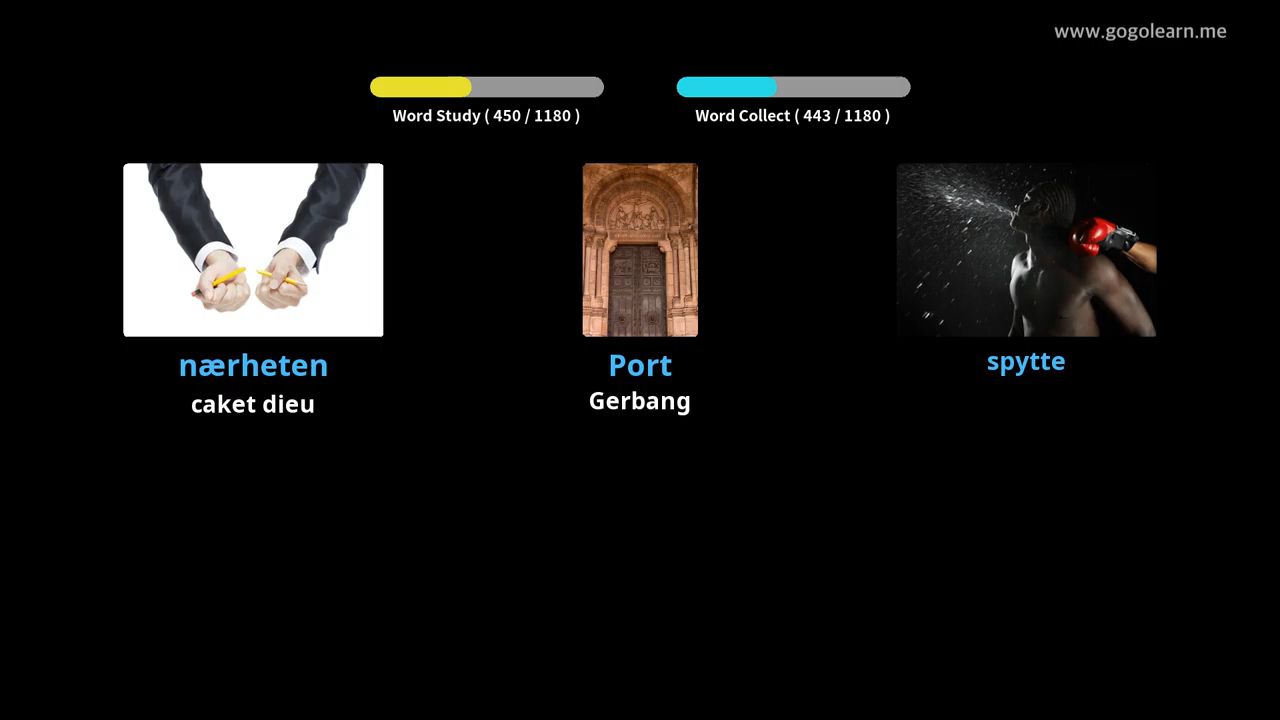 www.gogolearn.me
Word Study ( 450 / 1180 )
Word Collect ( 443 / 1180 )
nærheten
caket dieu
Port
Gerbang
spytte